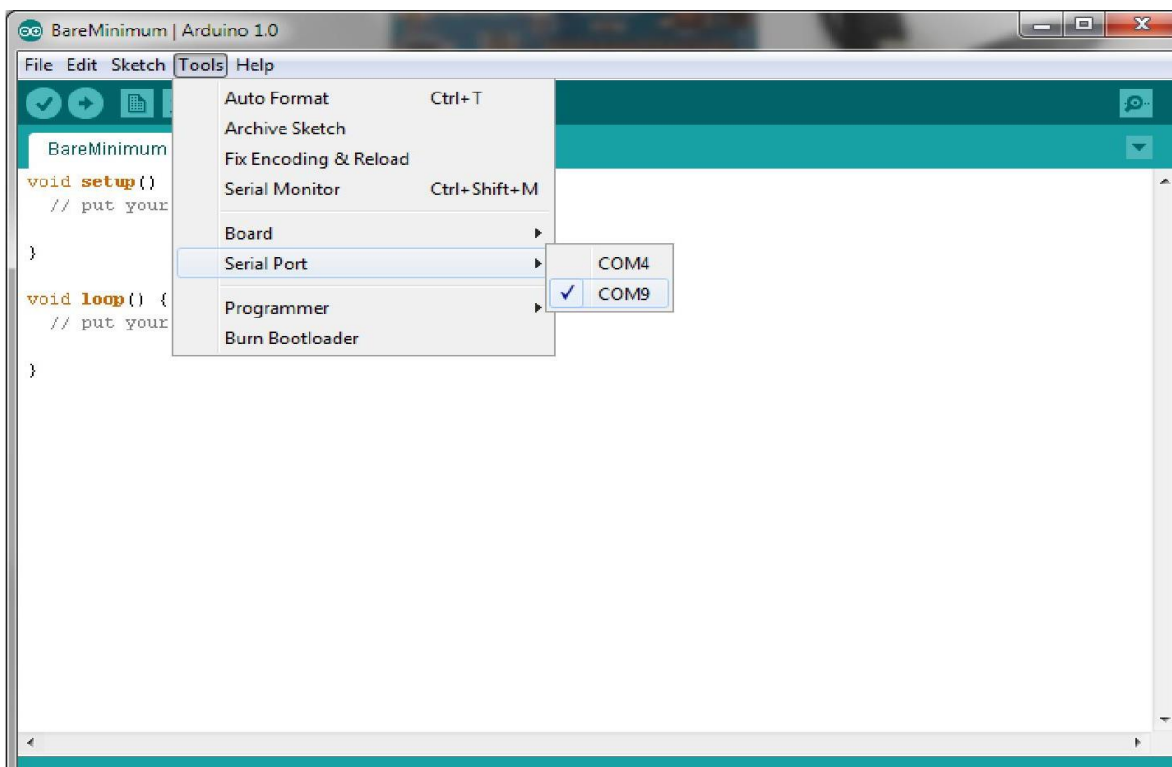 BareMinimum | Arduino 1.0
File Edit Sketch Tools Help
Auto Format Ctrl+T
Archive Sketch
Fix Encoding & Reload
Serial Monitor Ctrl+Shift+M
Board
Serial Port
Programmer
Burn Bootloader
COM4
COM9
BareMinimum
void setup()
// put your
}
void loop() {
// put your
}